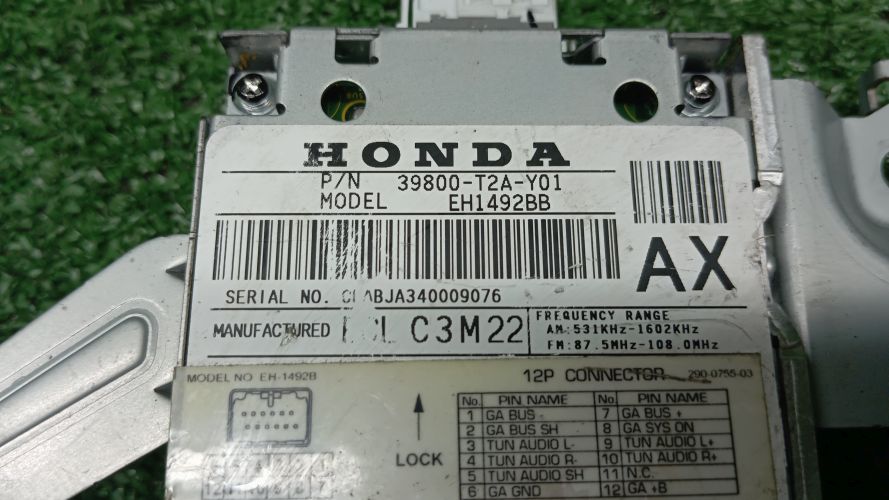 HONDA
P/N 39800-T2A-Y01
MODEL EH1492BB
AX
SERIAL NO.
MANUFACTURED C3M22
FREQUENCY RANGE
AM:531KHz-1602KHz
FM:87.5MHz-108.0MHz
MODEL NO EH-1492B
12P CONNECTOR 290-0755-03
LOCK
No. PIN NAME No. PIN NAME
1 GA BUS - 7 GA BUS +
2 GA BUS SH 8 GA SYS ON
3 TUN AUDIO L- 9 TUN AUDIO L+
4 TUN AUDIO R- 10 TUN AUDIO R+
5 TUN AUDIO SH 11 N.C.
6 GA GND 12 GA +B